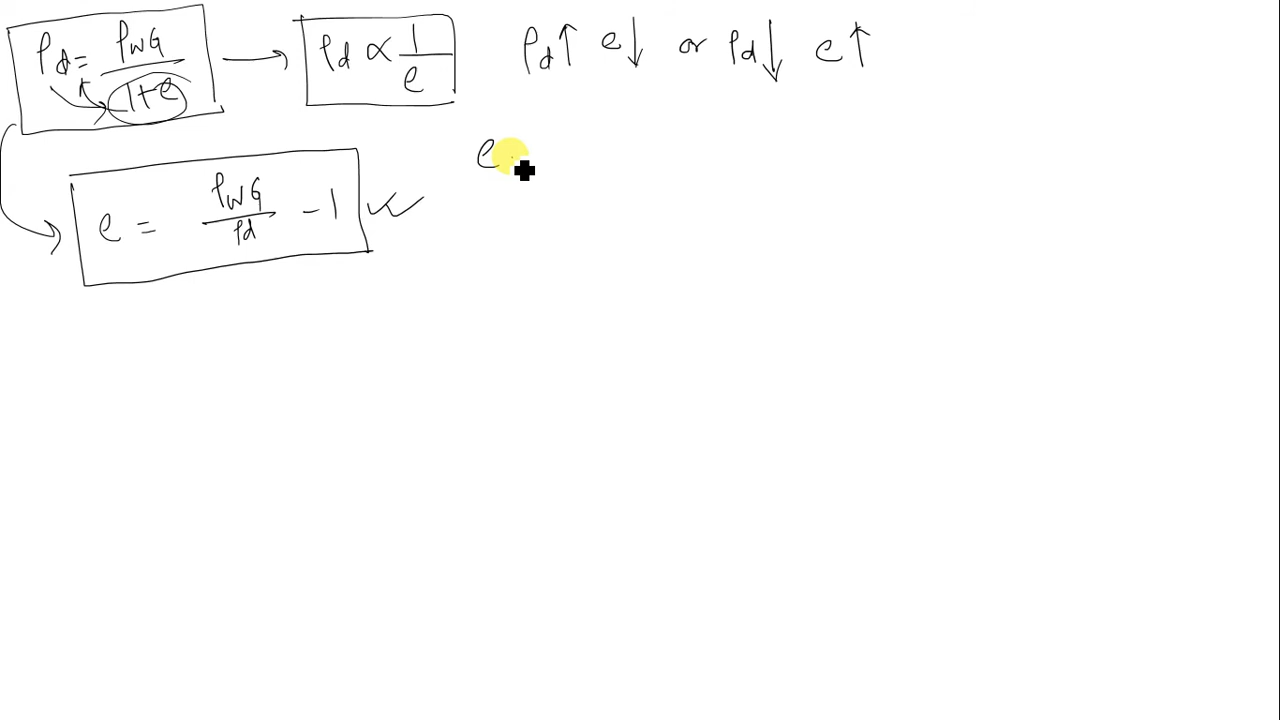 ρd = ρwG / 1+e → ρd ∝ 1/e ρd↑ e↓ or ρd↓ e↑
e
e = ρwG / ρd − 1